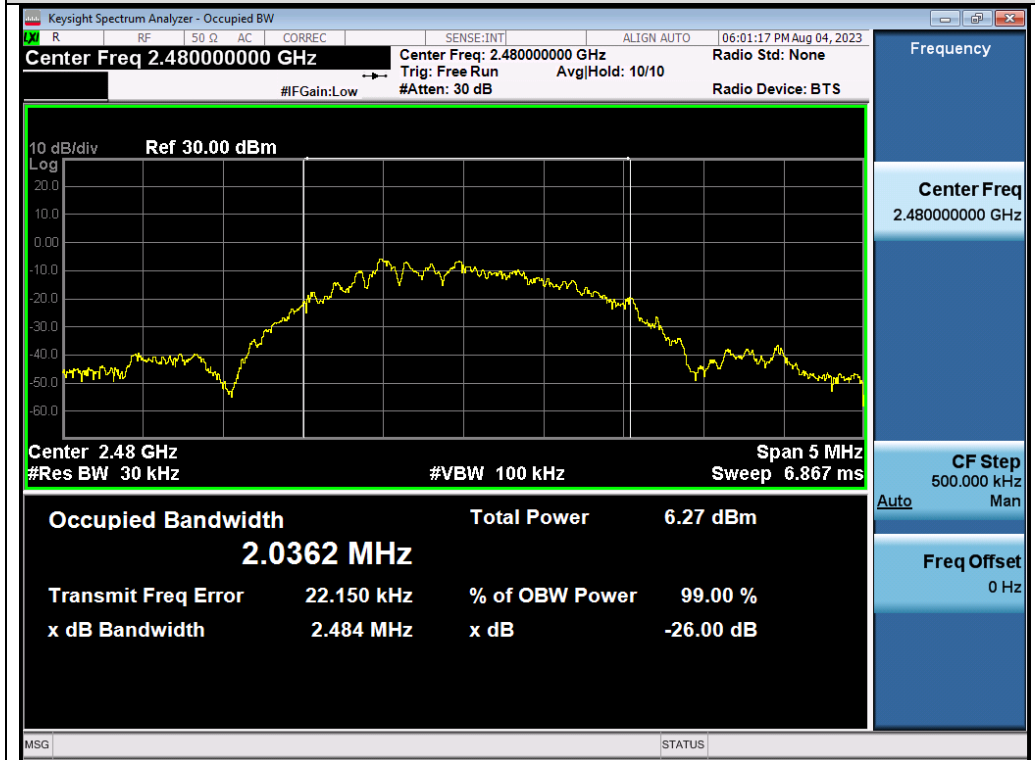 Keysight Spectrum Analyzer - Occupied BW
LXI R RF 50 Ω AC CORREC SENSE:INT ALIGN AUTO 06:01:17 PM Aug 04, 2023
Center Freq 2.480000000 GHz
Center Freq: 2.480000000 GHz Radio Std: None
Trig: Free Run Avg|Hold: 10/10
#IFGain:Low #Atten: 30 dB Radio Device: BTS
10 dB/div Ref 30.00 dBm
Log
20.0
10.0
0.00
-10.0
-20.0
-30.0
-40.0
-50.0
-60.0
Center 2.48 GHz Span 5 MHz
#Res BW 30 kHz #VBW 100 kHz Sweep 6.867 ms
Occupied Bandwidth Total Power 6.27 dBm
2.0362 MHz
Transmit Freq Error 22.150 kHz % of OBW Power 99.00 %
x dB Bandwidth 2.484 MHz x dB -26.00 dB
MSG STATUS
Frequency
Center Freq
2.480000000 GHz
CF Step
500.000 kHz
Auto Man
Freq Offset
0 Hz